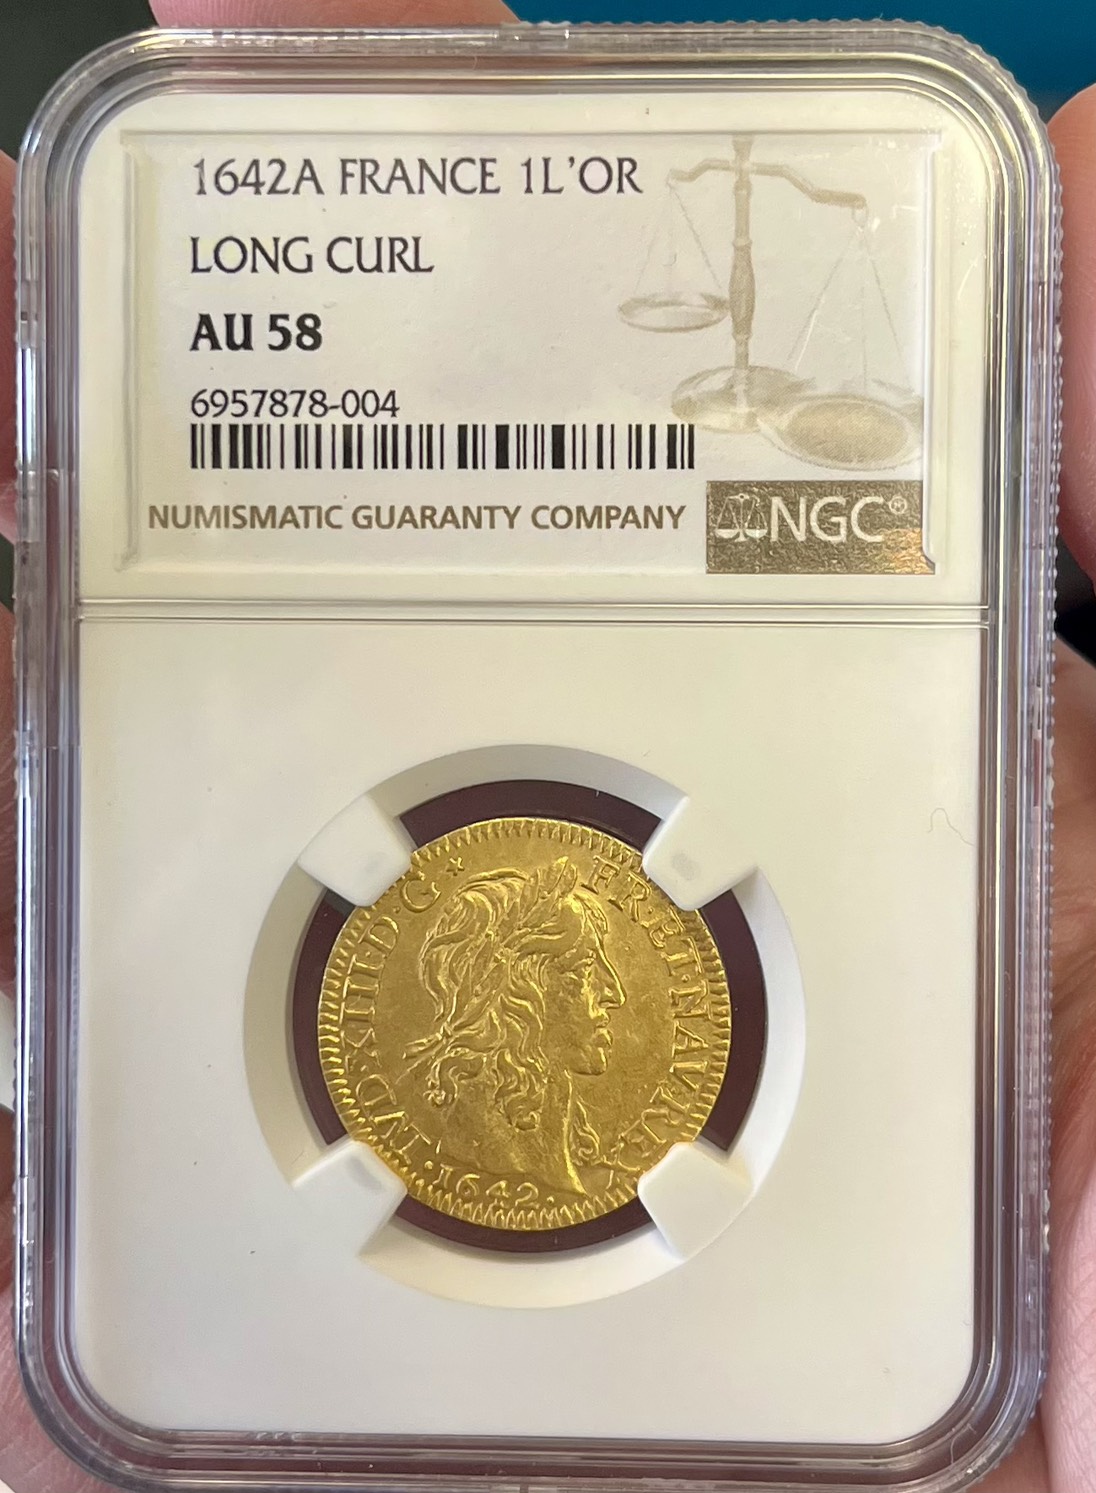 1642A FRANCE 1L'OR
LONG CURL
AU 58
6957878-004
NUMISMATIC GUARANTY COMPANY
NGC®
LVD·XIII·D·G
FR·ET·NAV·RE
·1642·